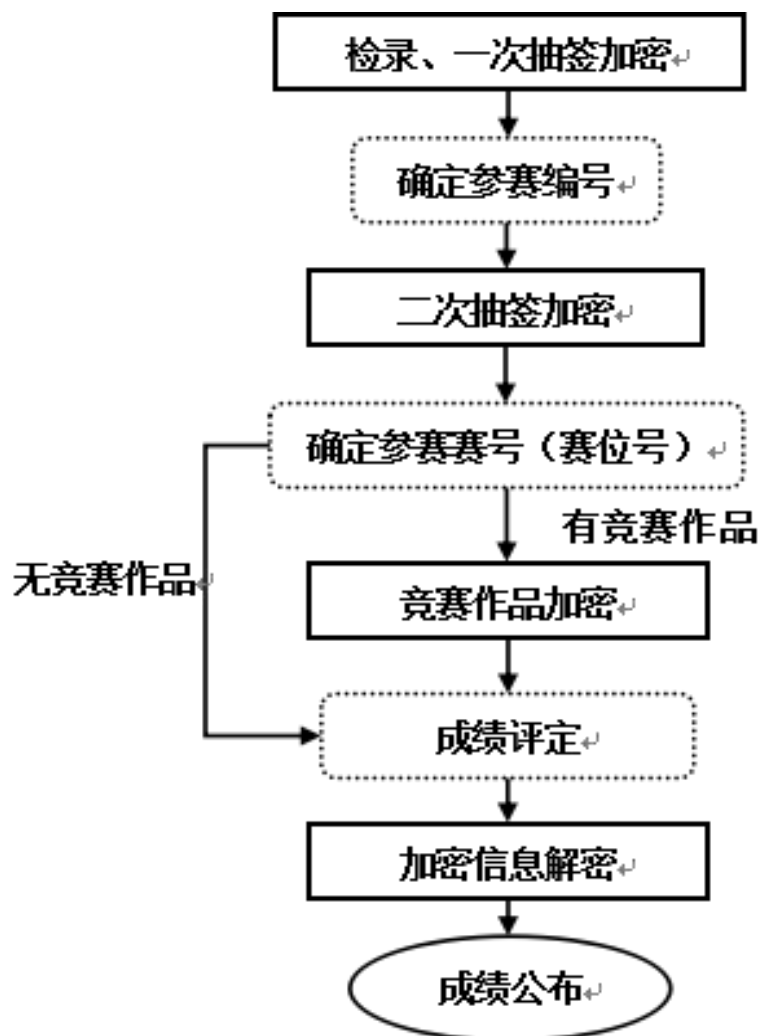 检录、一次抽签加密
确定参赛编号
二次抽签加密
确定参赛赛号（赛位号）
有竞赛作品
无竞赛作品
竞赛作品加密
成绩评定
加密信息解密
成绩公布